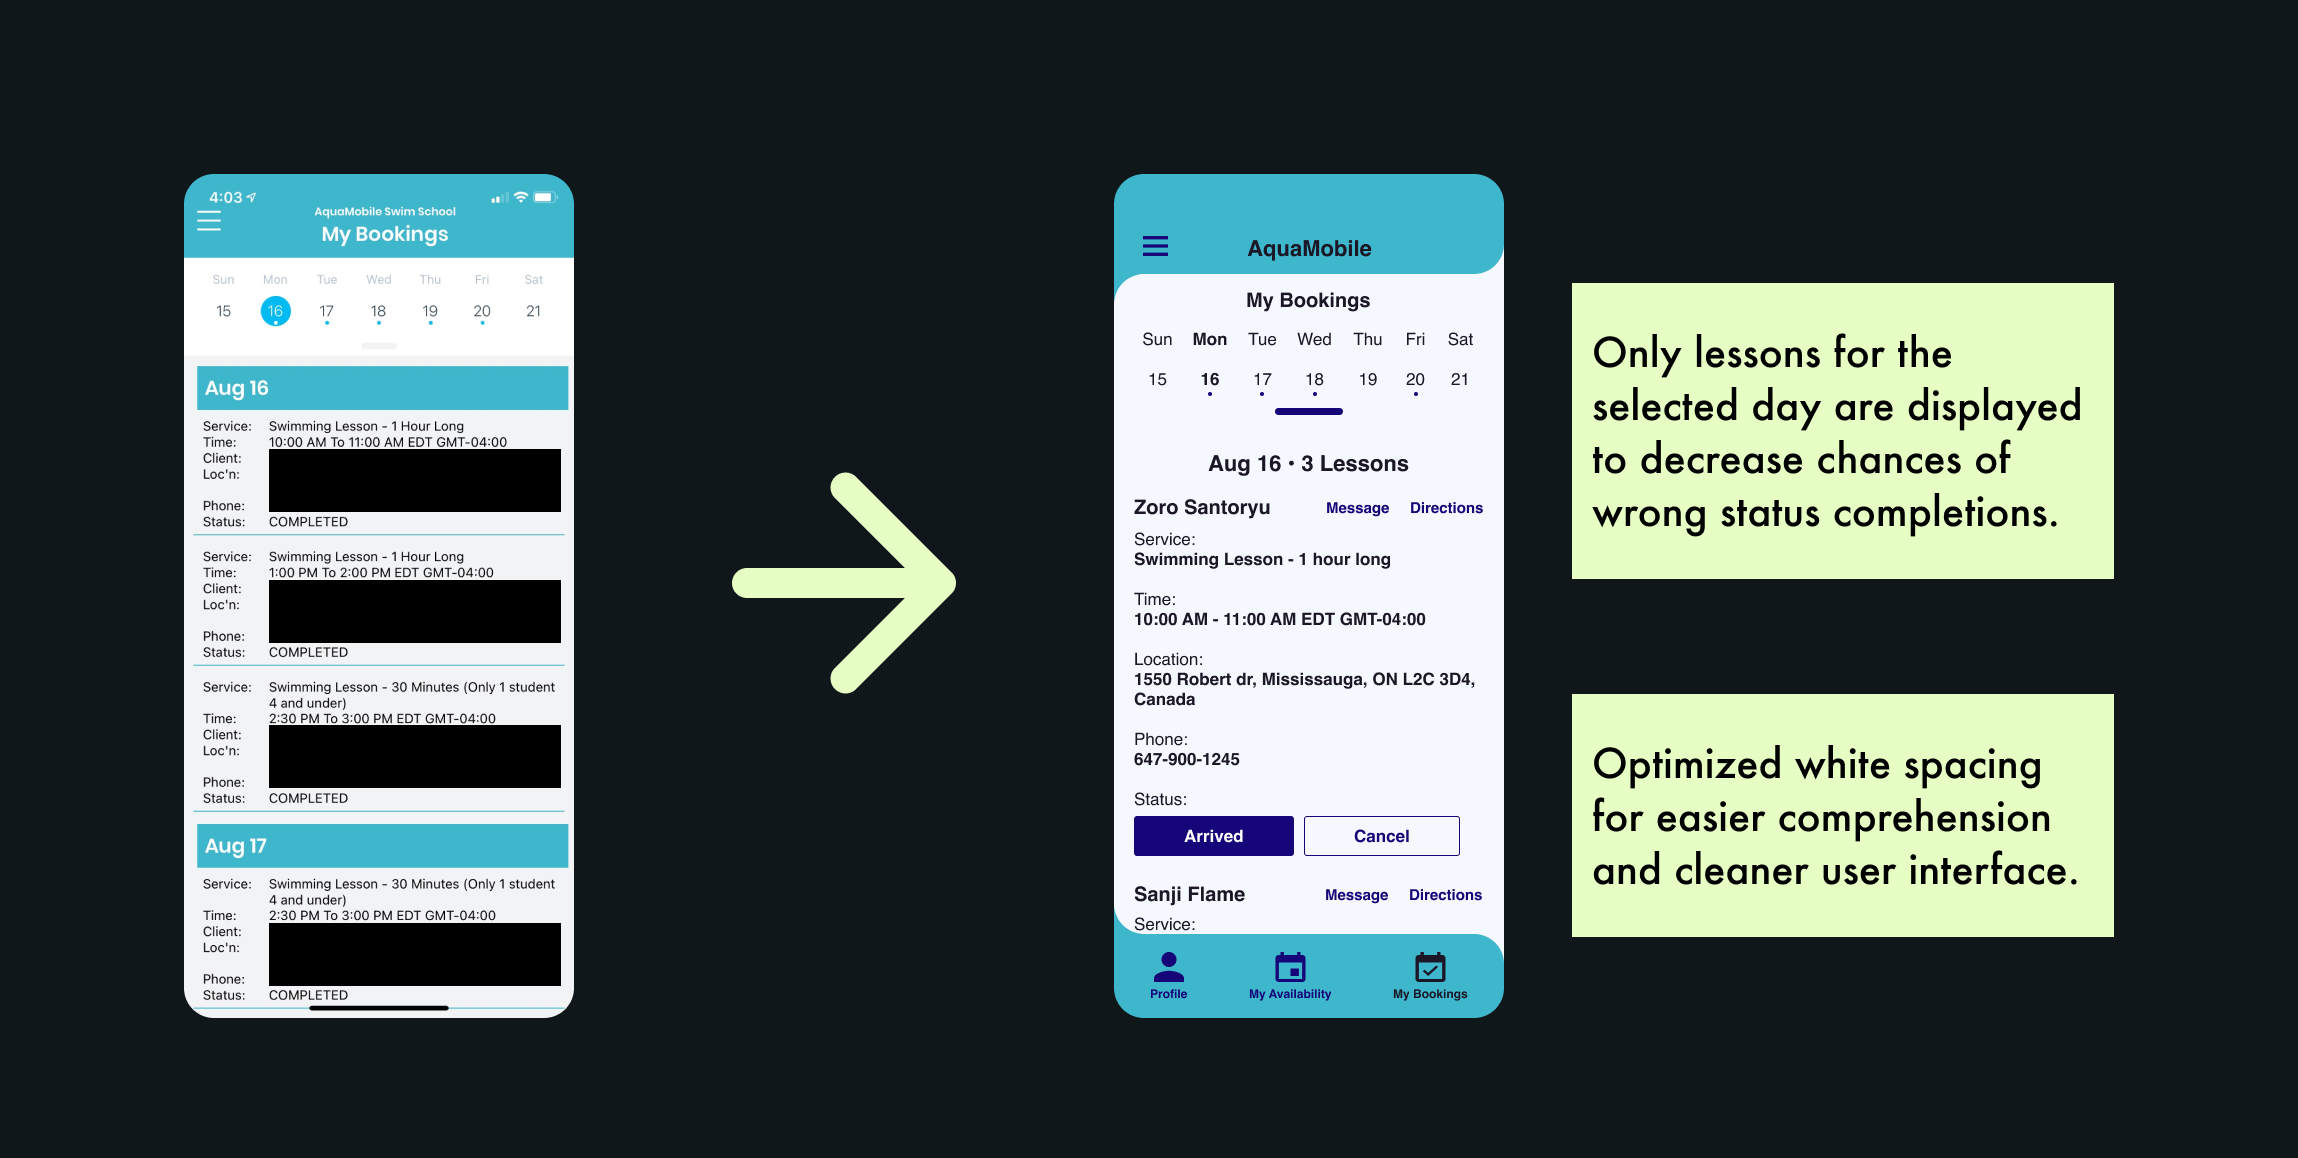 4:03
AquaMobile Swim School
My Bookings
Sun Mon Tue Wed Thu Fri Sat
15 16 17 18 19 20 21
Aug 16
Service: Swimming Lesson - 1 Hour Long
Time: 10:00 AM To 11:00 AM EDT GMT-04:00
Client:
Loc'n:
Phone:
Status: COMPLETED
Service: Swimming Lesson - 1 Hour Long
Time: 1:00 PM To 2:00 PM EDT GMT-04:00
Client:
Loc'n:
Phone:
Status: COMPLETED
Service: Swimming Lesson - 30 Minutes (Only 1 student
4 and under)
Time: 2:30 PM To 3:00 PM EDT GMT-04:00
Client:
Loc'n:
Phone:
Status: COMPLETED
Aug 17
Service: Swimming Lesson - 30 Minutes (Only 1 student
4 and under)
Time: 2:30 PM To 3:00 PM EDT GMT-04:00
Client:
Loc'n:
Phone:
Status: COMPLETED
AquaMobile
My Bookings
Sun Mon Tue Wed Thu Fri Sat
15 16 17 18 19 20 21
Aug 16 • 3 Lessons
Zoro Santoryu Message Directions
Service:
Swimming Lesson - 1 hour long
Time:
10:00 AM - 11:00 AM EDT GMT-04:00
Location:
1550 Robert dr, Mississauga, ON L2C 3D4,
Canada
Phone:
647-900-1245
Status:
Arrived Cancel
Sanji Flame Message Directions
Service:
Profile My Availability My Bookings
Only lessons for the
selected day are displayed
to decrease chances of
wrong status completions.
Optimized white spacing
for easier comprehension
and cleaner user interface.